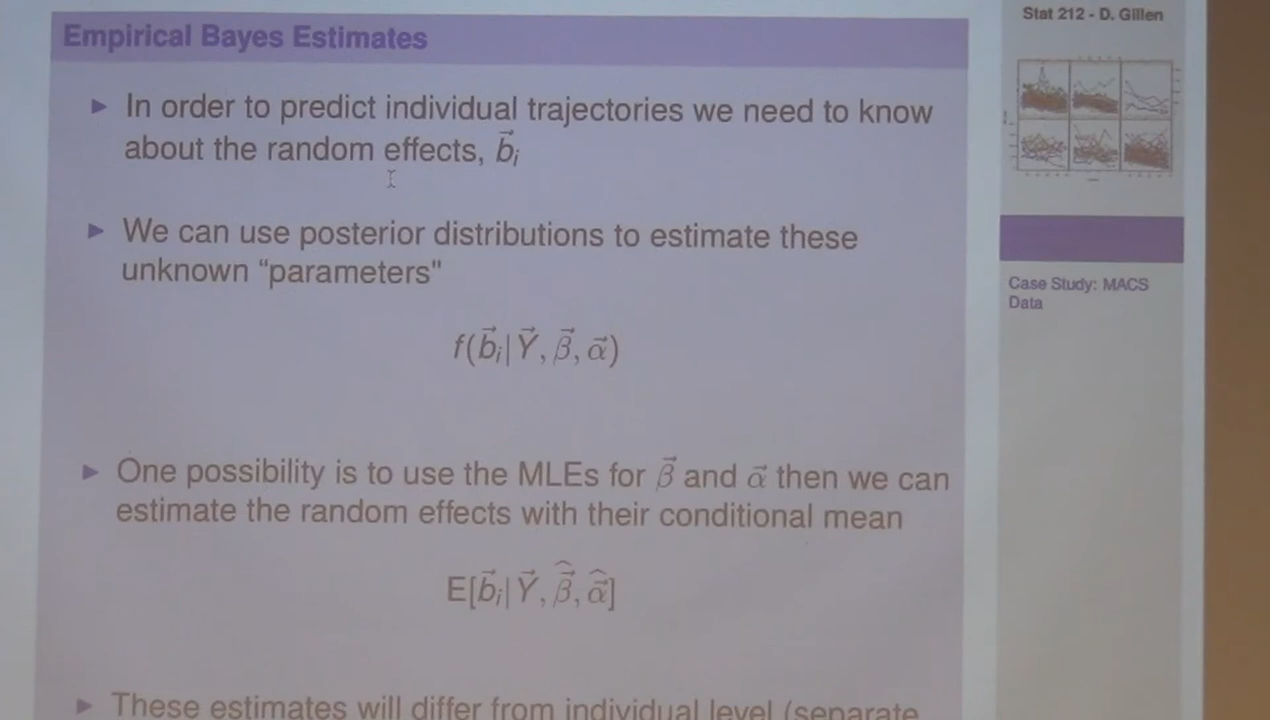 Empirical Bayes Estimates
▶ In order to predict individual trajectories we need to know
about the random effects, b⃗ᵢ
▶ We can use posterior distributions to estimate these
unknown “parameters"
f(b⃗ᵢ|Y⃗, β⃗, α⃗)
▶ One possibility is to use the MLEs for β⃗ and α⃗ then we can
estimate the random effects with their conditional mean
E[b⃗ᵢ|Y⃗, β⃗̂, α⃗̂]
▶ These estimates will differ from individual level (separate
Stat 212 - D. Gillen
Case Study: MACS
Data